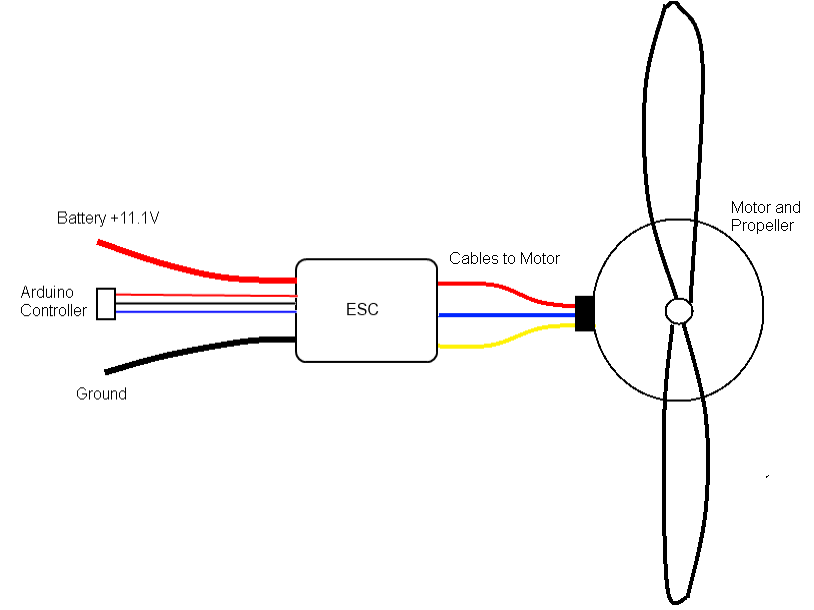 Battery +11.1V
Arduino
Controller
Ground
ESC
Cables to Motor
Motor and
Propeller